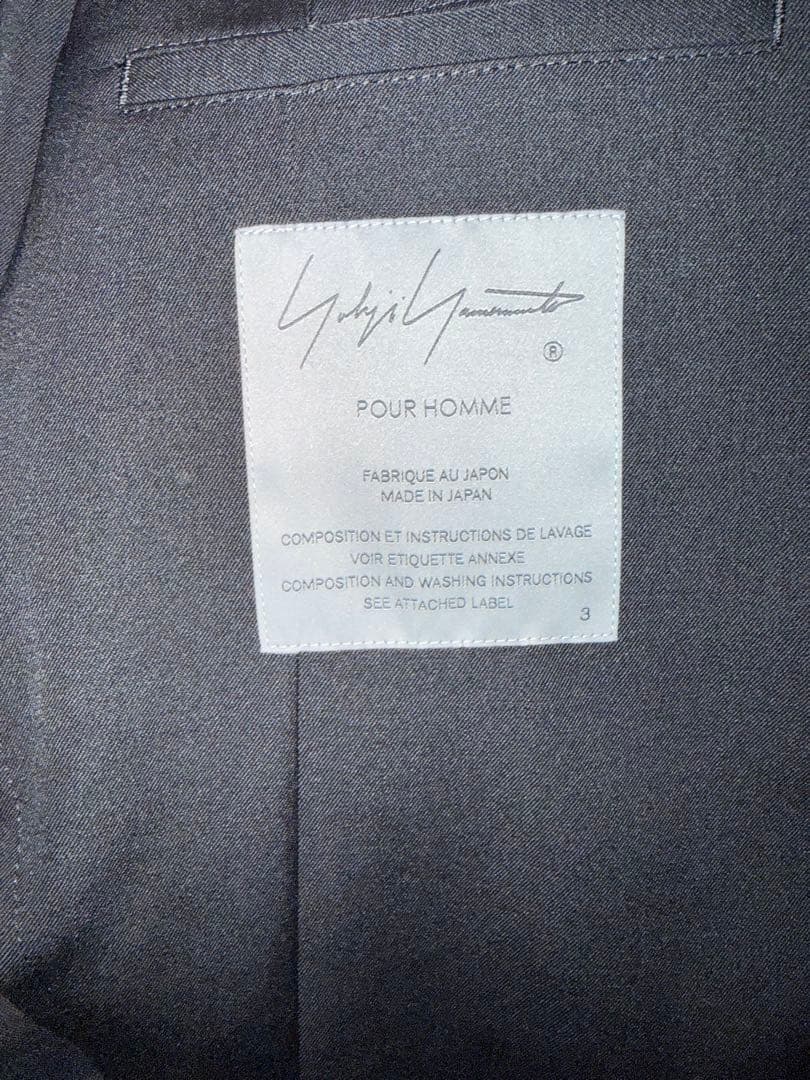 Yohji Yamamoto
®
POUR HOMME
FABRIQUE AU JAPON
MADE IN JAPAN
COMPOSITION ET INSTRUCTIONS DE LAVAGE
VOIR ETIQUETTE ANNEXE
COMPOSITION AND WASHING INSTRUCTIONS
SEE ATTACHED LABEL
3